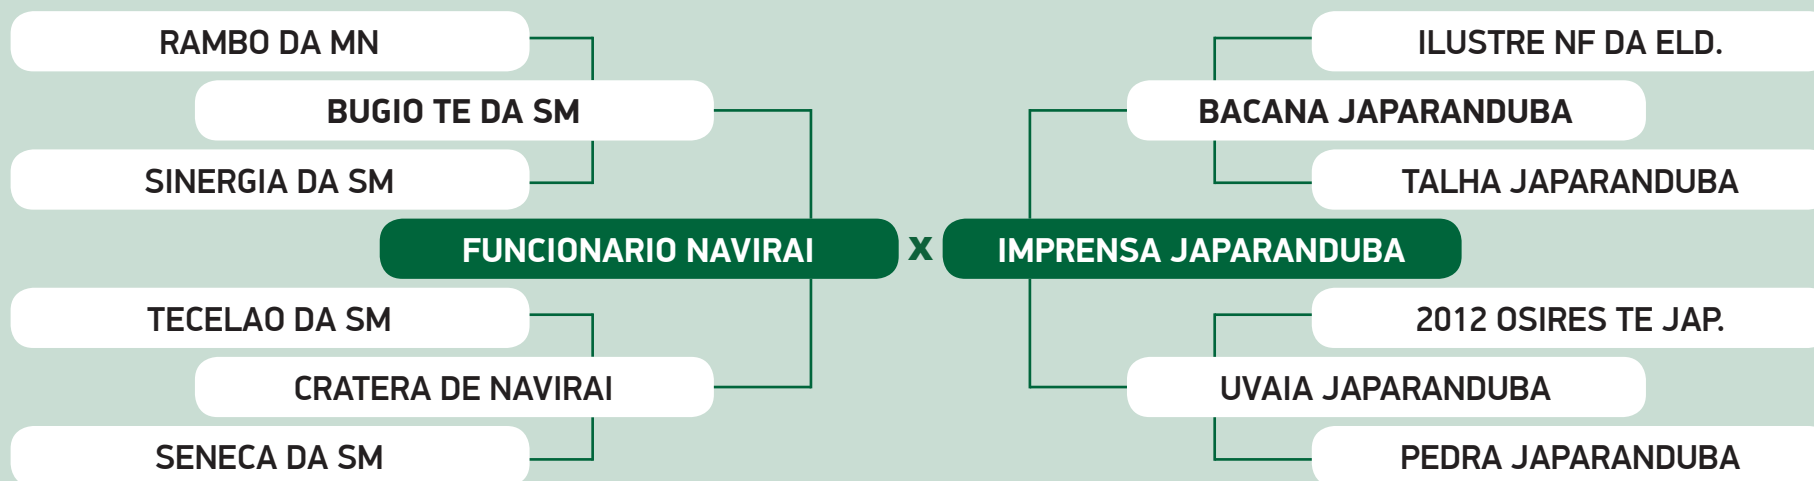 RAMBO DA MN
ILUSTRE NF DA ELD.
BUGIO TE DA SM
BACANA JAPARANDUBA
SINERGIA DA SM
TALHA JAPARANDUBA
FUNCIONARIO NAVIRAI x IMPRENSA JAPARANDUBA
TECELAO DA SM
2012 OSIRES TE JAP.
CRATERA DE NAVIRAI
UVAIA JAPARANDUBA
SENECA DA SM
PEDRA JAPARANDUBA